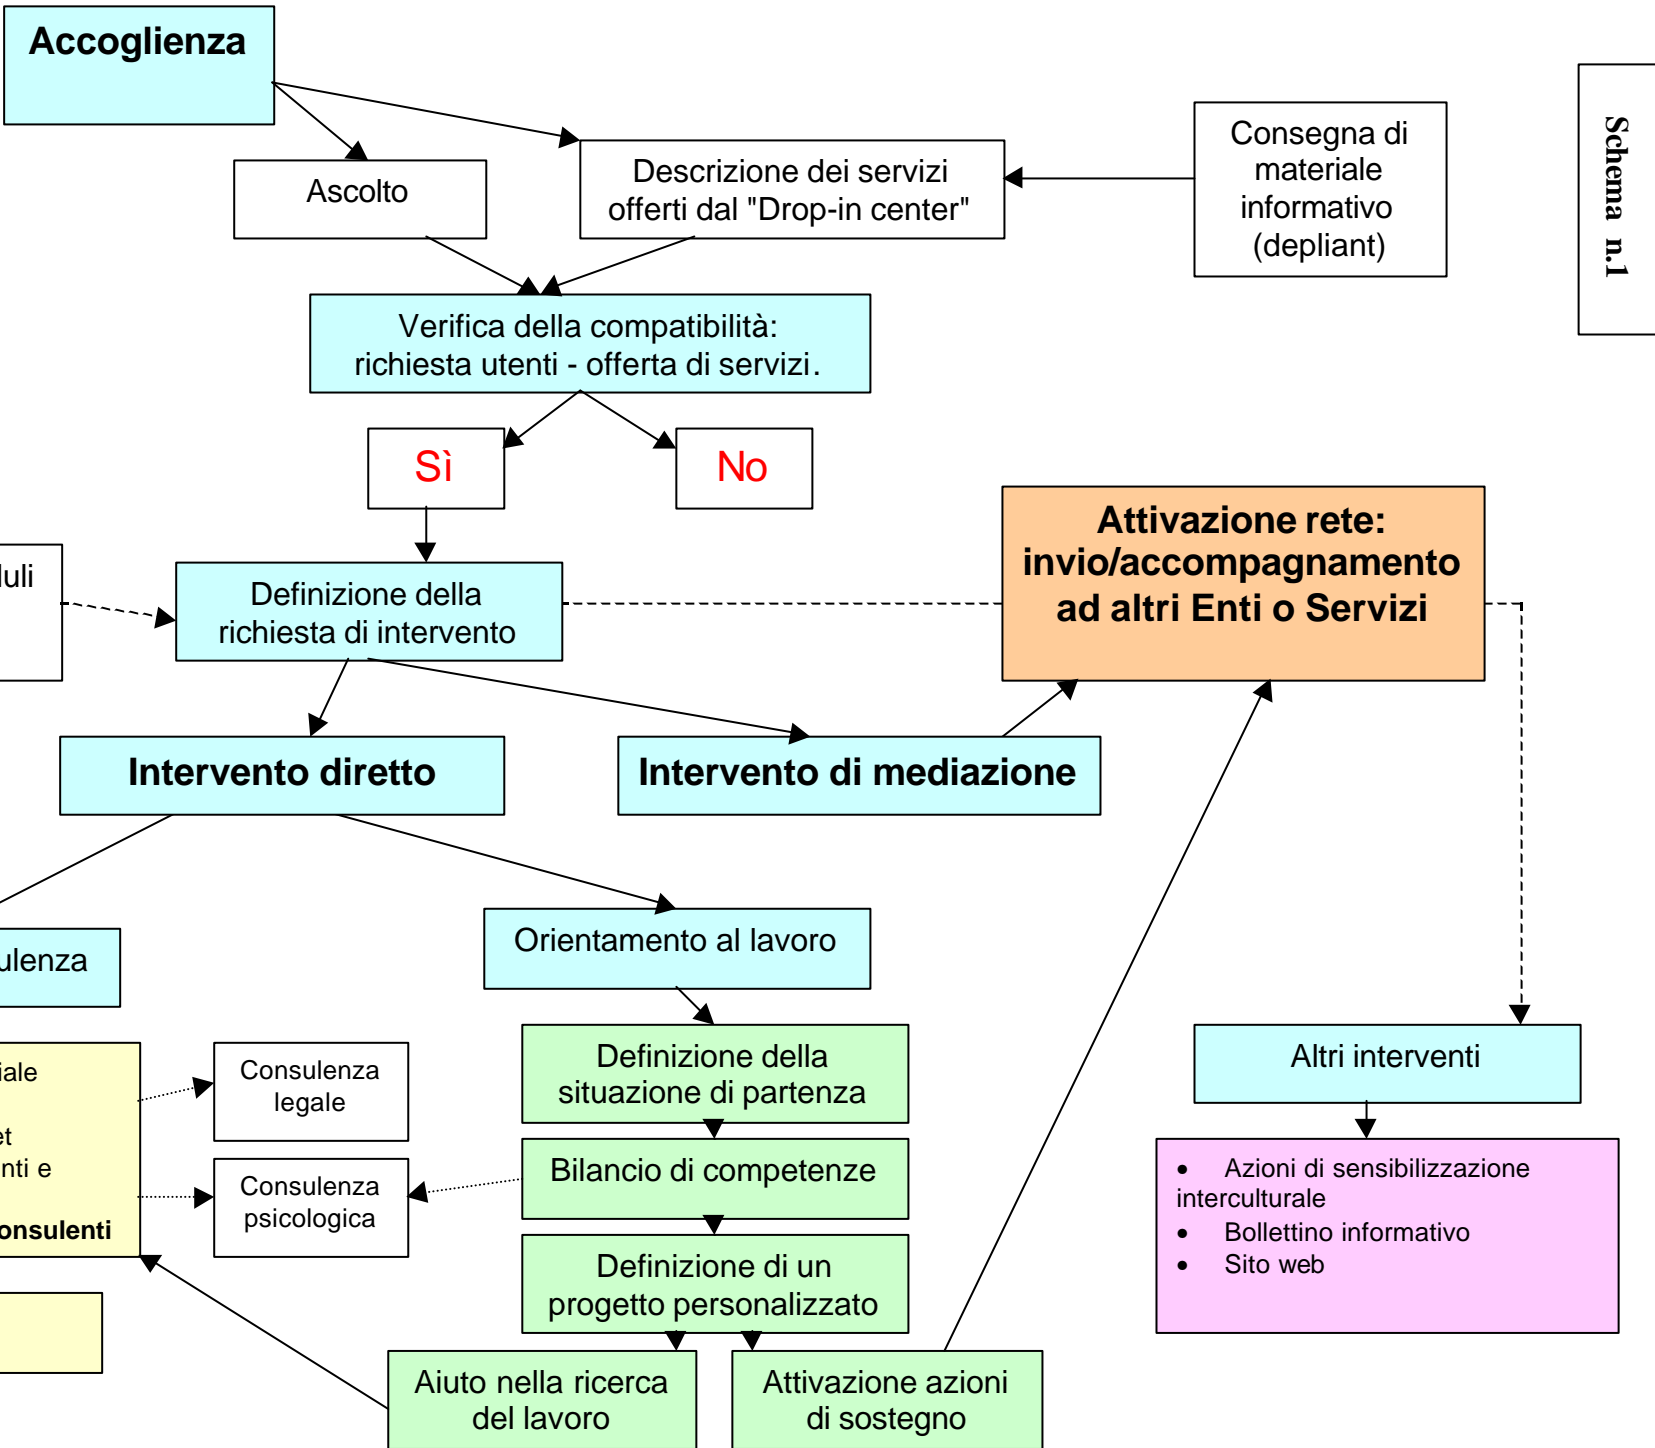 Accoglienza
Schema n.1
Consegna di
materiale
informativo
(depliant)
Descrizione dei servizi
offerti dal "Drop-in center"
Ascolto
Verifica della compatibilità:
richiesta utenti - offerta di servizi.
Sì
No
Attivazione rete:
invio/accompagnamento
ad altri Enti o Servizi
Definizione della
richiesta di intervento
Intervento diretto
Intervento di mediazione
Orientamento al lavoro
Definizione della
situazione di partenza
Altri interventi
Consulenza
legale
nti e
Consulenza
psicologica
Bilancio di competenze
• Azioni di sensibilizzazione
interculturale
• Bollettino informativo
• Sito web
onsulenti
Definizione di un
progetto personalizzato
Aiuto nella ricerca
del lavoro
Attivazione azioni
di sostegno